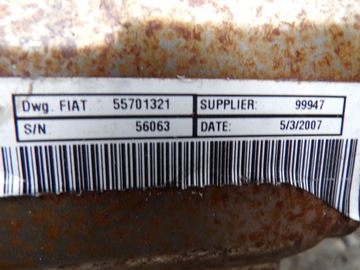 Dwg. FIAT 55701321 SUPPLIER: 99947
S/N 56063 DATE: 5/3/2007